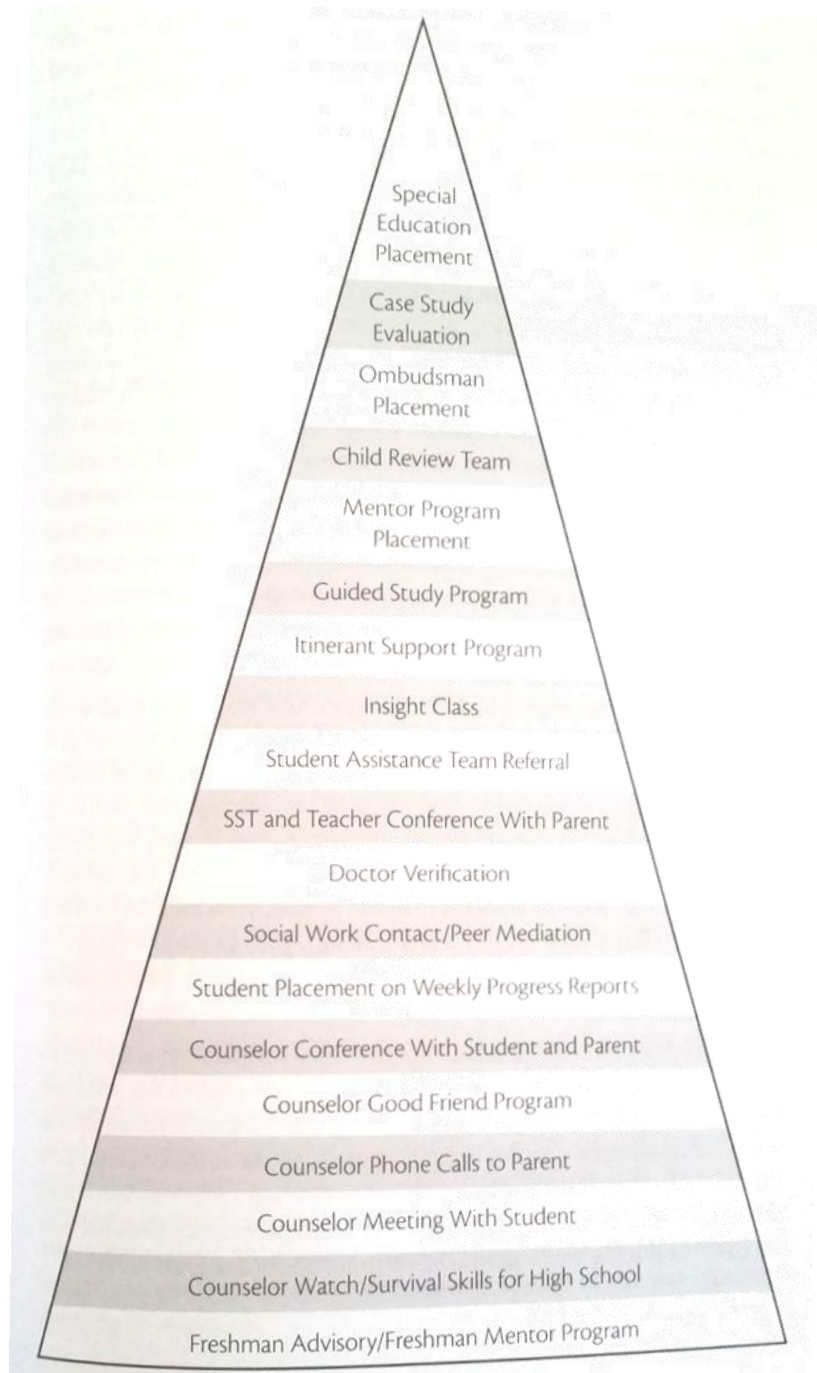 Special
Education
Placement
Case Study
Evaluation
Ombudsman
Placement
Child Review Team
Mentor Program
Placement
Guided Study Program
Itinerant Support Program
Insight Class
Student Assistance Team Referral
SST and Teacher Conference With Parent
Doctor Verification
Social Work Contact/Peer Mediation
Student Placement on Weekly Progress Reports
Counselor Conference With Student and Parent
Counselor Good Friend Program
Counselor Phone Calls to Parent
Counselor Meeting With Student
Counselor Watch/Survival Skills for High School
Freshman Advisory/Freshman Mentor Program